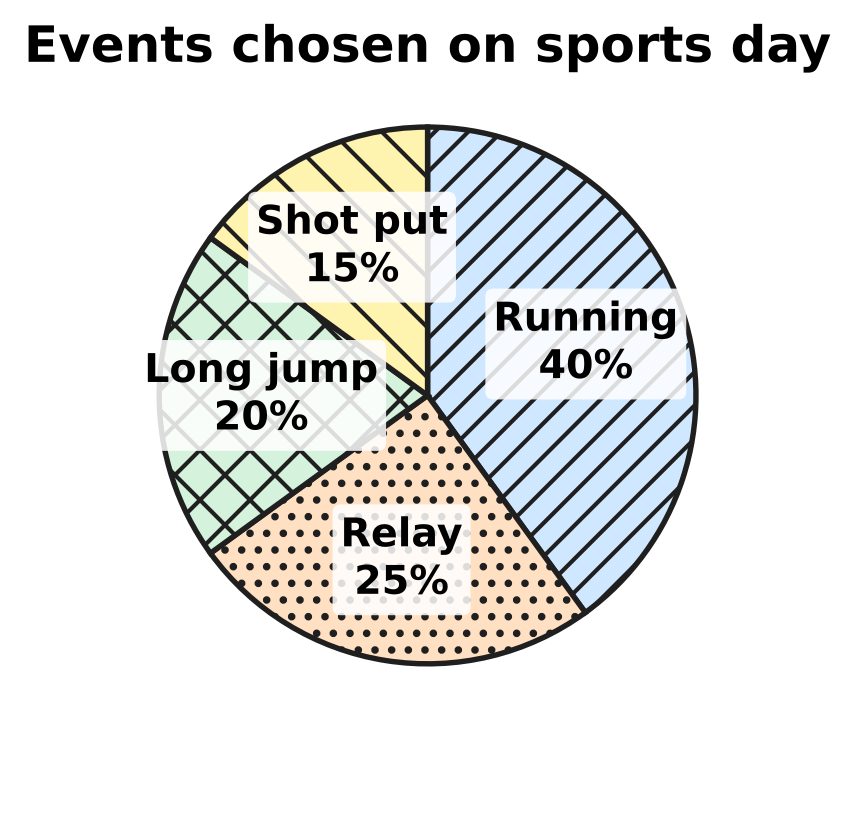 Events chosen on sports day
Shot put
15%
Running
40%
Long jump
20%
Relay
25%